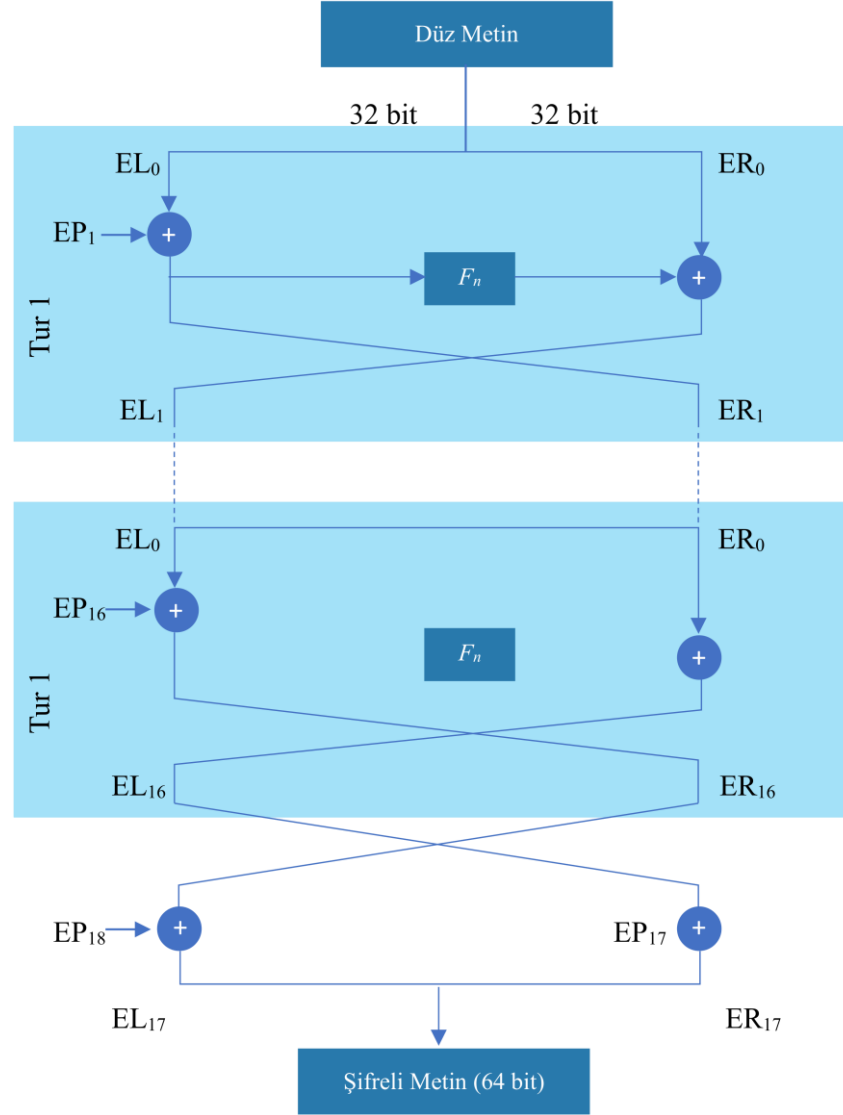 Düz Metin
32 bit 32 bit
EL₀ ER₀
EP₁ +
Fₙ +
Tur 1
EL₁ ER₁
EL₀ ER₀
EP₁₆ +
Fₙ +
Tur 1
EL₁₆ ER₁₆
EP₁₈ + EP₁₇ +
EL₁₇ ER₁₇
Şifreli Metin (64 bit)